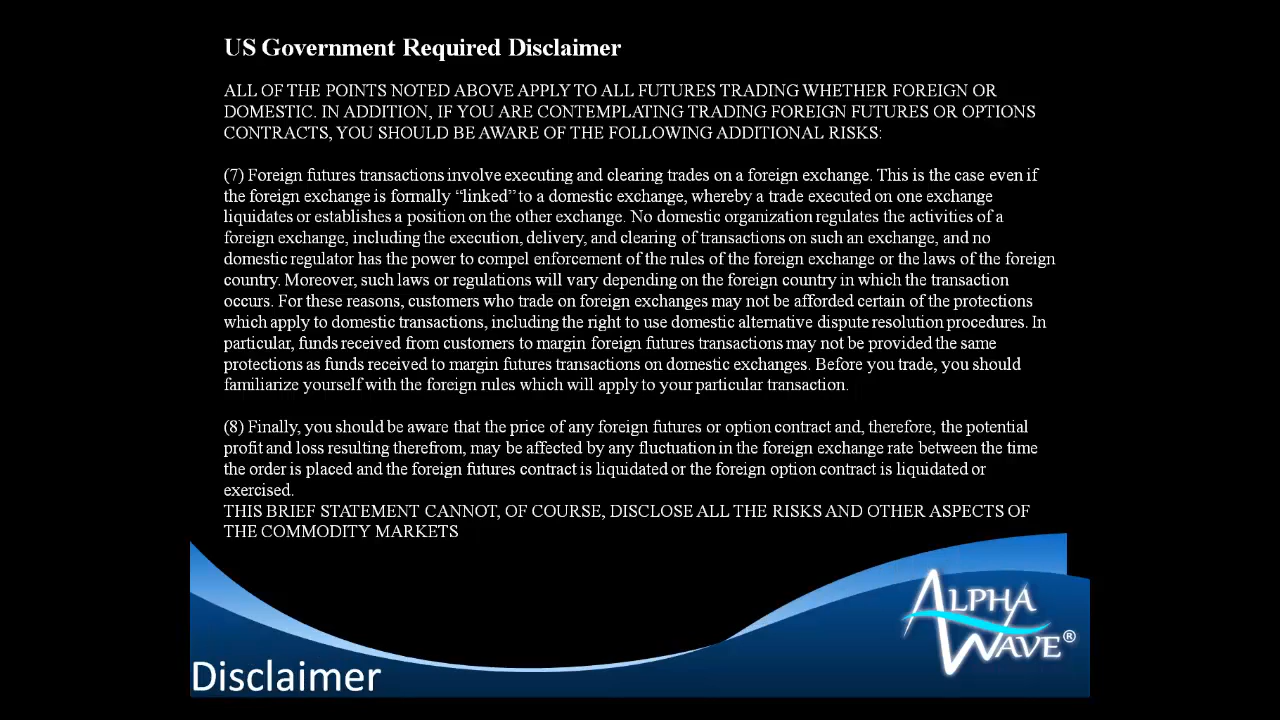 US Government Required Disclaimer
ALL OF THE POINTS NOTED ABOVE APPLY TO ALL FUTURES TRADING WHETHER FOREIGN OR
DOMESTIC. IN ADDITION, IF YOU ARE CONTEMPLATING TRADING FOREIGN FUTURES OR OPTIONS
CONTRACTS, YOU SHOULD BE AWARE OF THE FOLLOWING ADDITIONAL RISKS:
(7) Foreign futures transactions involve executing and clearing trades on a foreign exchange. This is the case even if
the foreign exchange is formally “linked” to a domestic exchange, whereby a trade executed on one exchange
liquidates or establishes a position on the other exchange. No domestic organization regulates the activities of a
foreign exchange, including the execution, delivery, and clearing of transactions on such an exchange, and no
domestic regulator has the power to compel enforcement of the rules of the foreign exchange or the laws of the foreign
country. Moreover, such laws or regulations will vary depending on the foreign country in which the transaction
occurs. For these reasons, customers who trade on foreign exchanges may not be afforded certain of the protections
which apply to domestic transactions, including the right to use domestic alternative dispute resolution procedures. In
particular, funds received from customers to margin foreign futures transactions may not be provided the same
protections as funds received to margin futures transactions on domestic exchanges. Before you trade, you should
familiarize yourself with the foreign rules which will apply to your particular transaction.
(8) Finally, you should be aware that the price of any foreign futures or option contract and, therefore, the potential
profit and loss resulting therefrom, may be affected by any fluctuation in the foreign exchange rate between the time
the order is placed and the foreign futures contract is liquidated or the foreign option contract is liquidated or
exercised.
THIS BRIEF STATEMENT CANNOT, OF COURSE, DISCLOSE ALL THE RISKS AND OTHER ASPECTS OF
THE COMMODITY MARKETS
ALPHA
WAVE®
Disclaimer